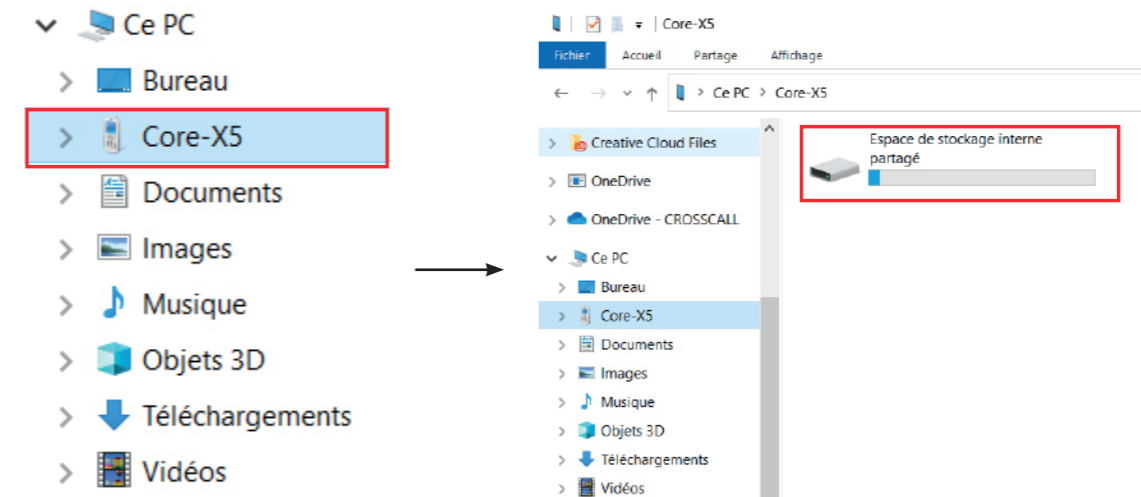 Ce PC
Bureau
Core-X5
Documents
Images
Musique
Objets 3D
Téléchargements
Vidéos
Core-X5
Fichier Accueil Partage Affichage
Ce PC > Core-X5
Creative Cloud Files
OneDrive
OneDrive - CROSSCALL
Ce PC
Bureau
Core-X5
Documents
Images
Musique
Objets 3D
Téléchargements
Vidéos
Espace de stockage interne
partagé